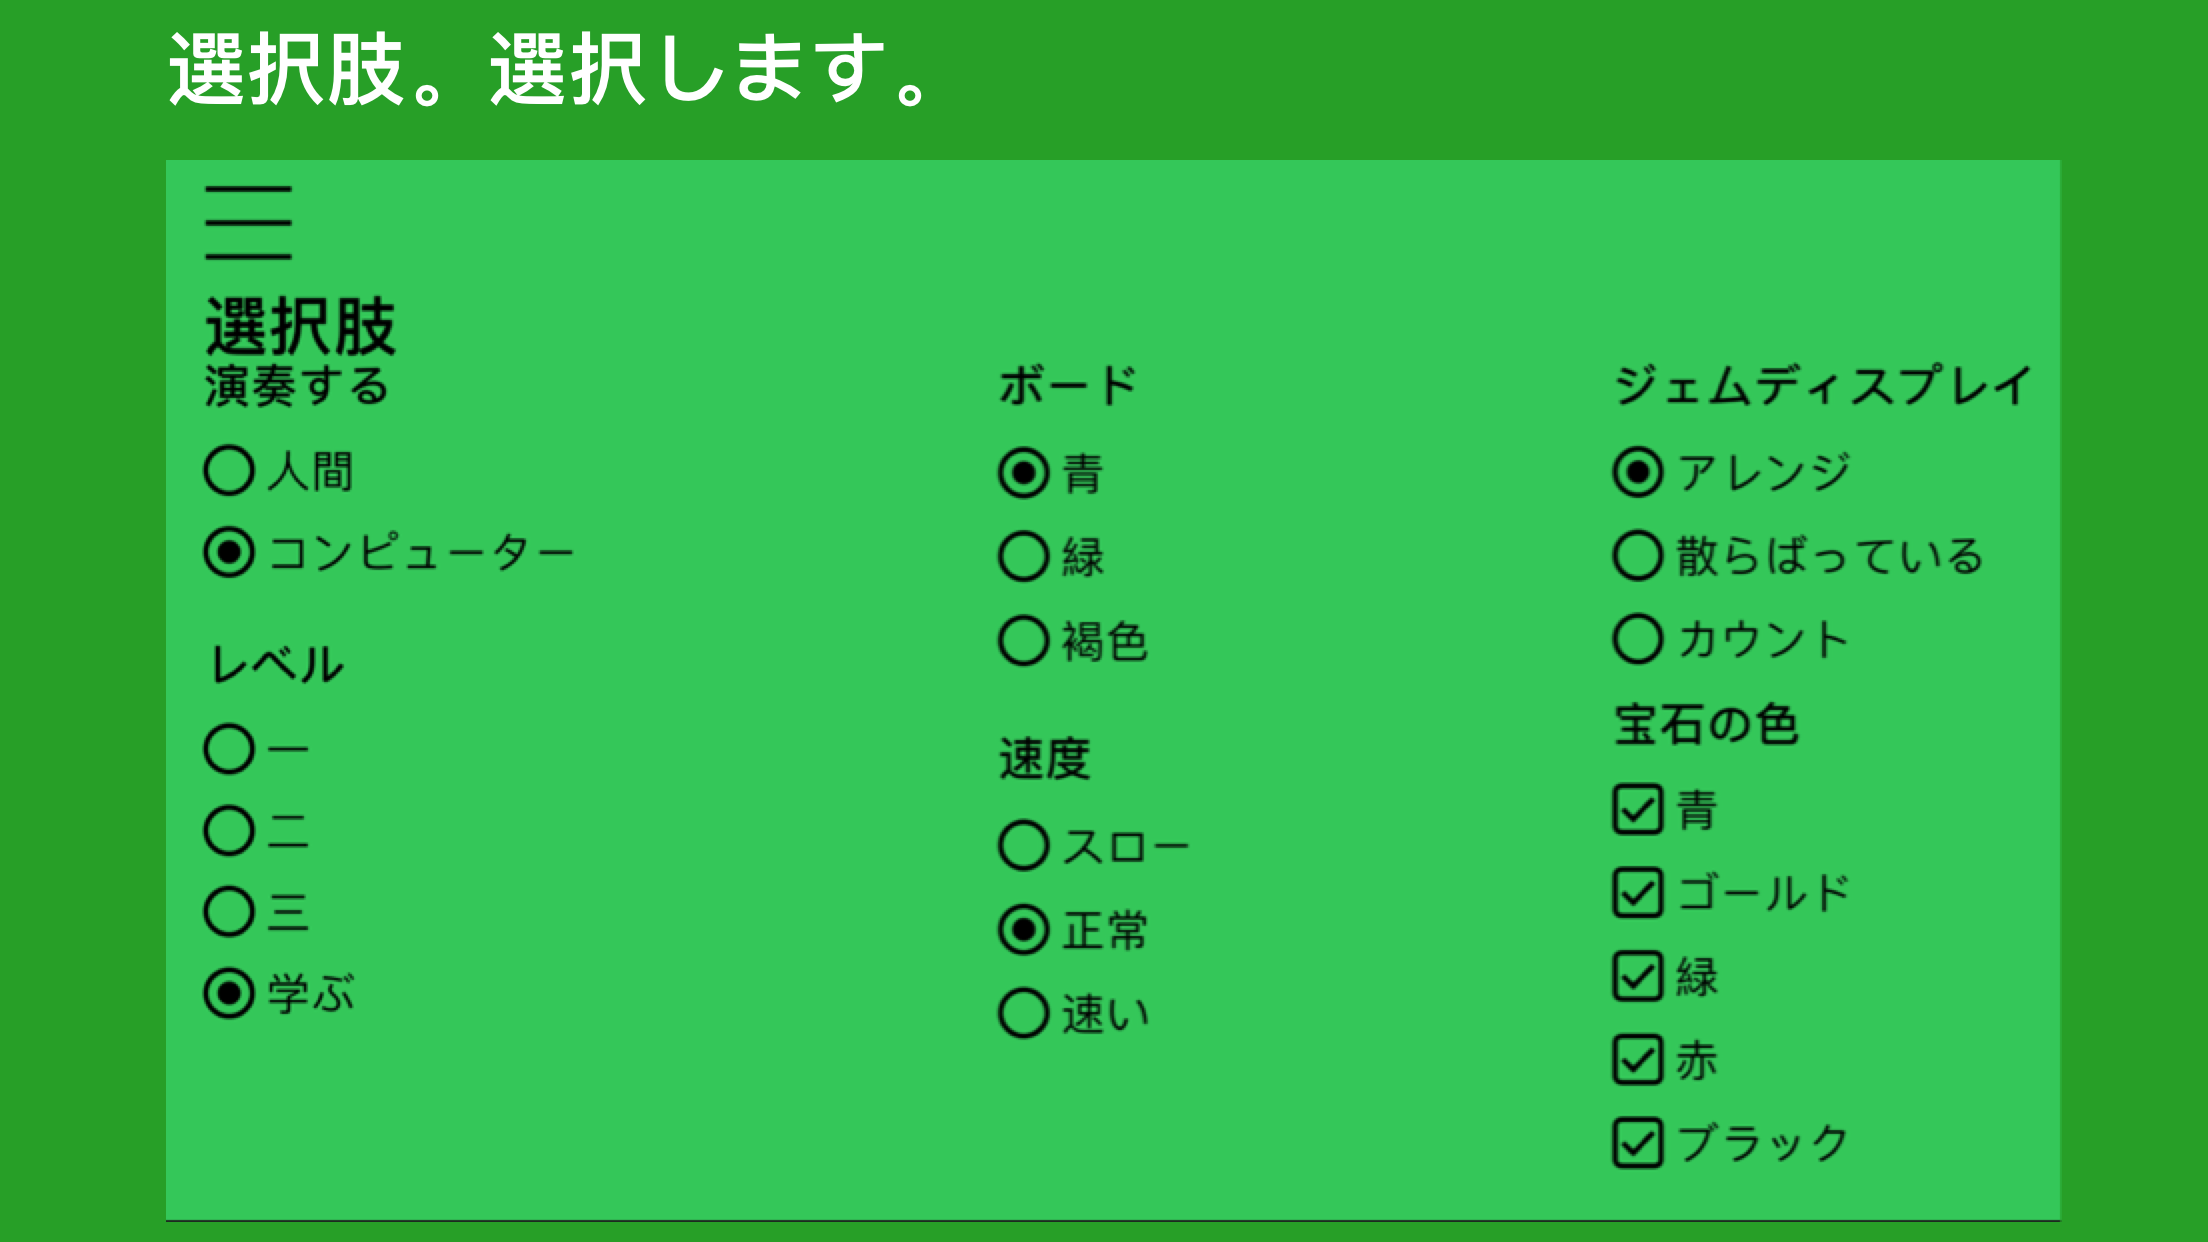 選択肢。選択します。
選択肢
演奏する
人間
コンピューター
レベル
一
二
三
学ぶ
ボード
青
緑
褐色
速度
スロー
正常
速い
ジェムディスプレイ
アレンジ
散らばっている
カウント
宝石の色
青
ゴールド
緑
赤
ブラック